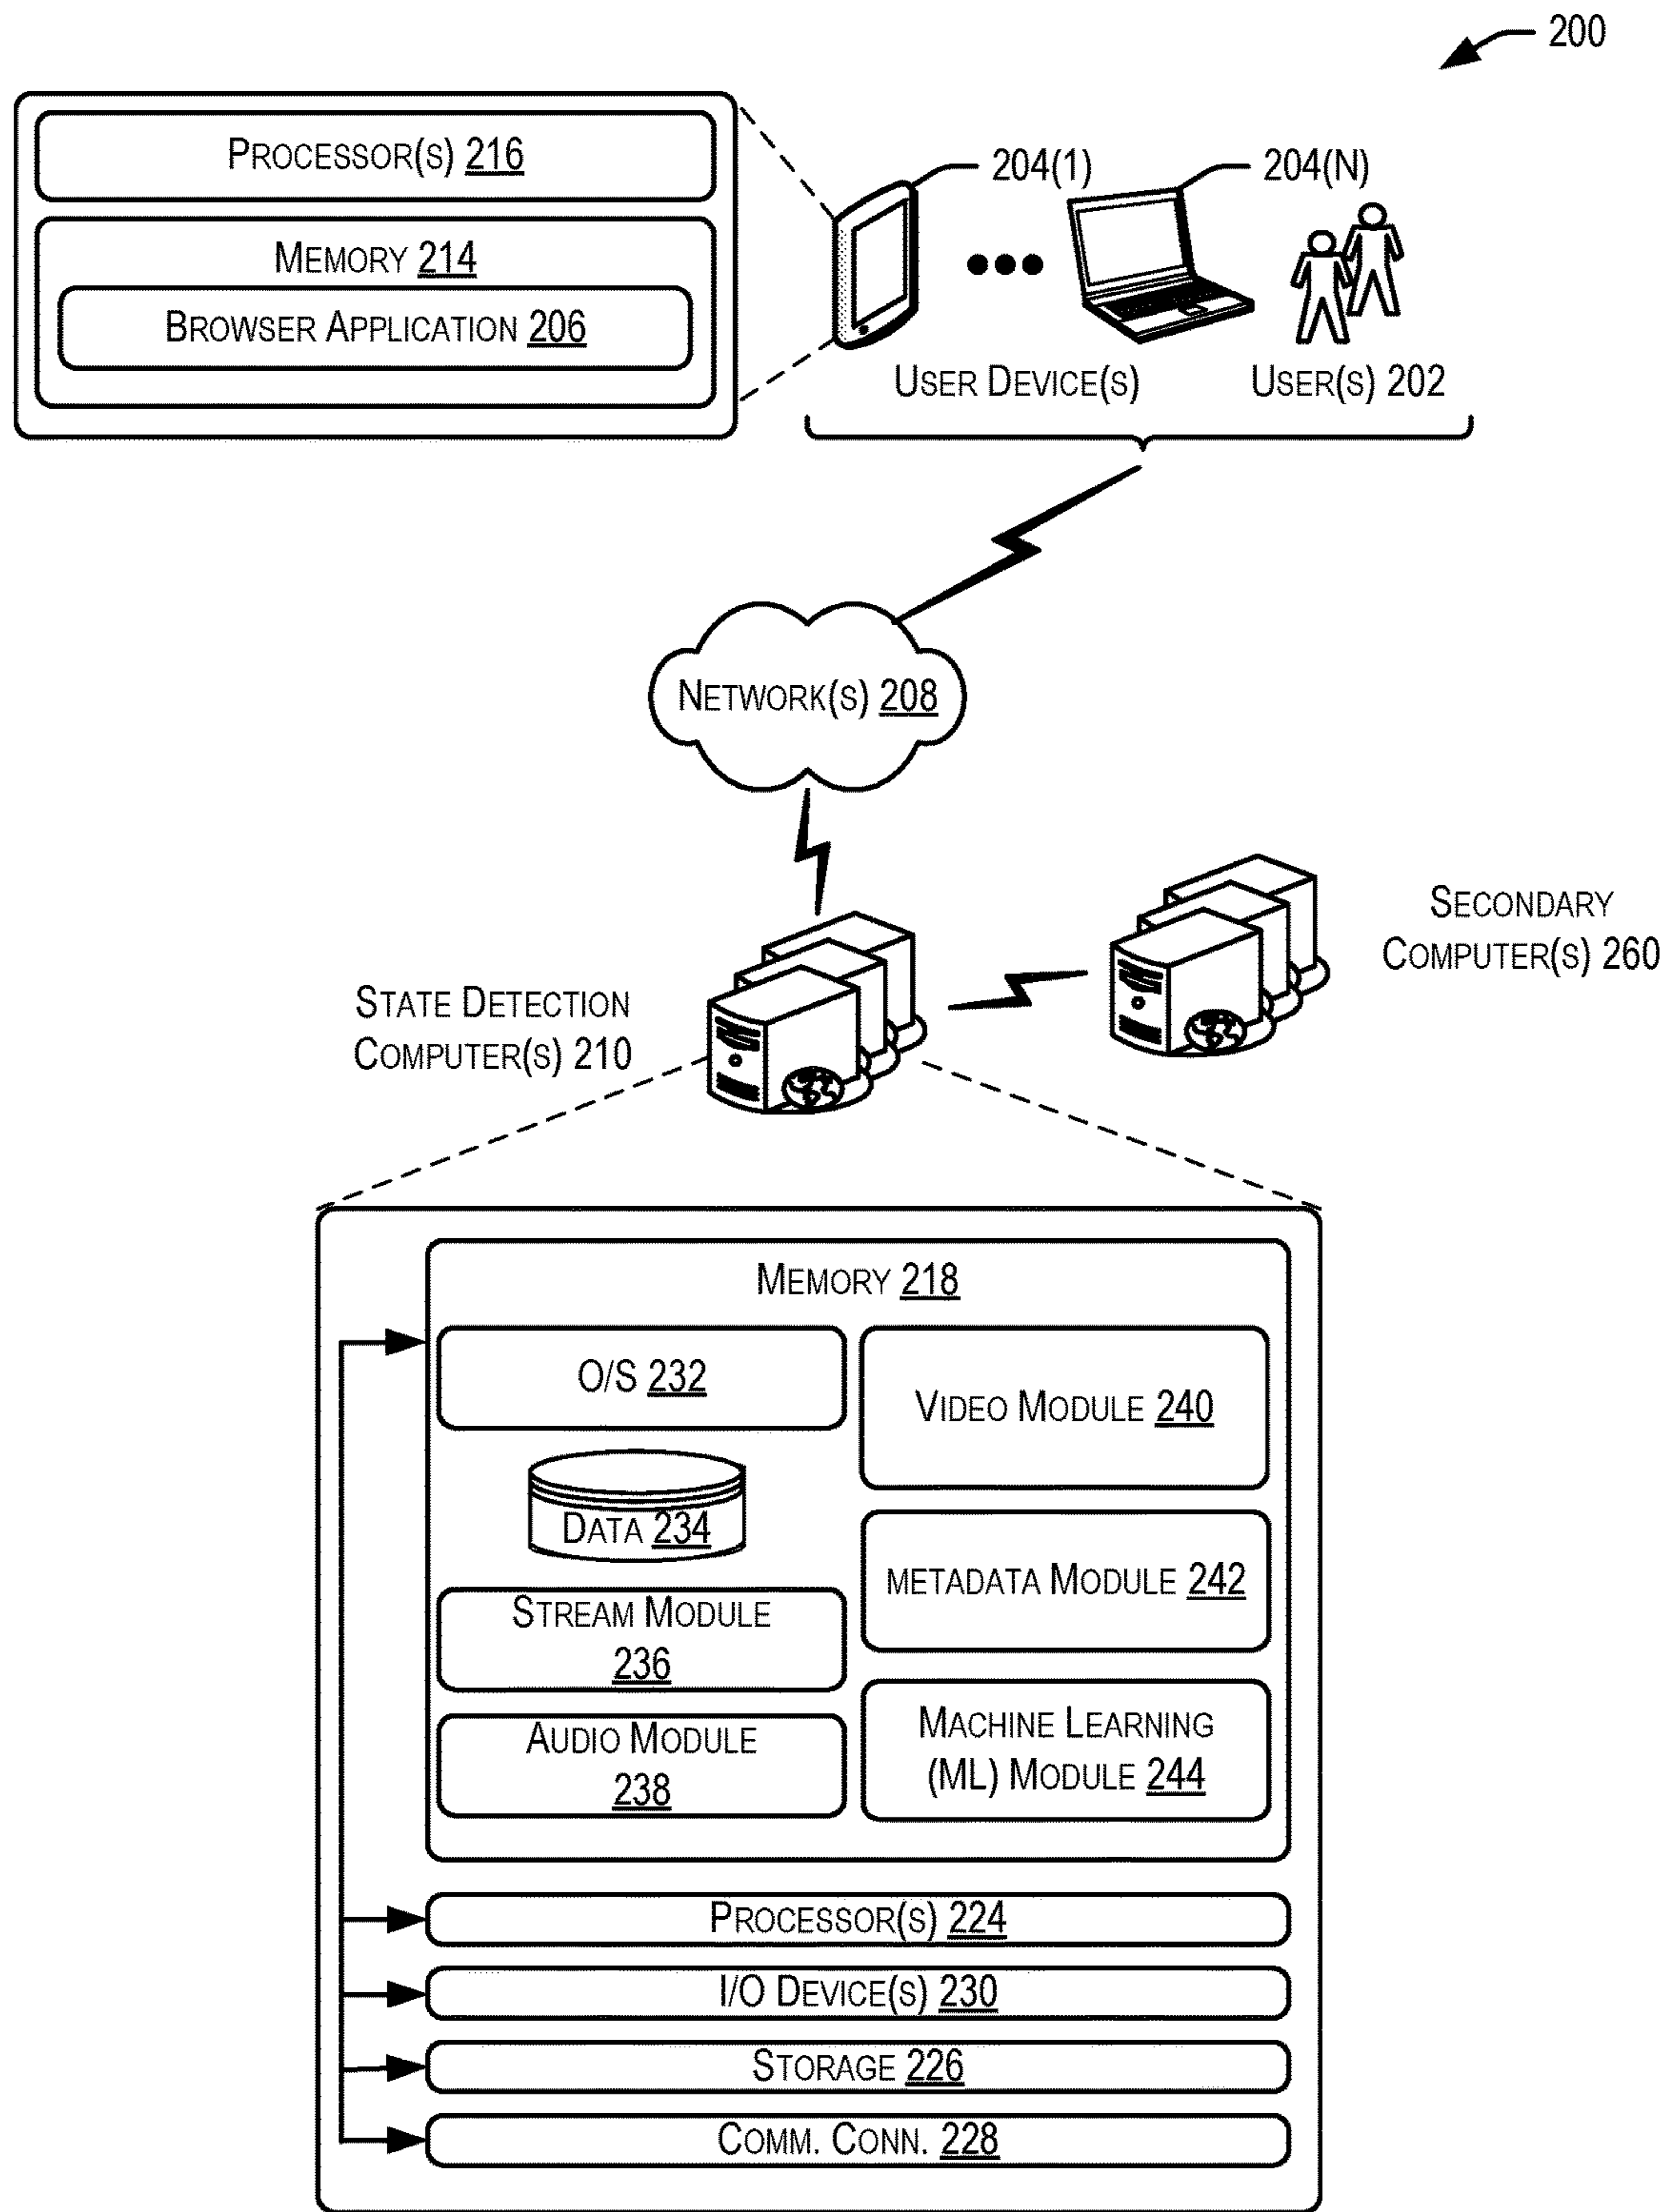 200
PROCESSOR(S) 216
MEMORY 214
BROWSER APPLICATION 206
204(1)
204(N)
USER DEVICE(S)
USER(S) 202
NETWORK(S) 208
SECONDARY
COMPUTER(S) 260
STATE DETECTION
COMPUTER(S) 210
MEMORY 218
O/S 232
DATA 234
STREAM MODULE
236
AUDIO MODULE
238
VIDEO MODULE 240
METADATA MODULE 242
MACHINE LEARNING
(ML) MODULE 244
PROCESSOR(S) 224
I/O DEVICE(S) 230
STORAGE 226
COMM. CONN. 228